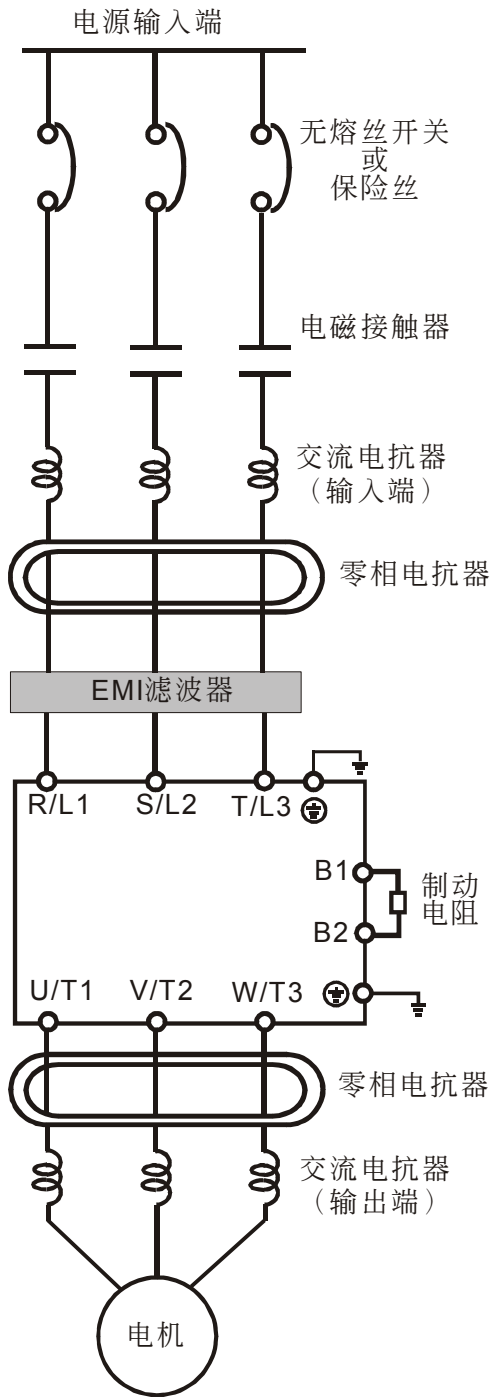 电源输入端
无熔丝开关
或
保险丝
电磁接触器
交流电抗器
（输入端）
零相电抗器
EMI滤波器
R/L1 S/L2 T/L3
B1
制动
电阻
B2
U/T1 V/T2 W/T3
零相电抗器
交流电抗器
（输出端）
电机